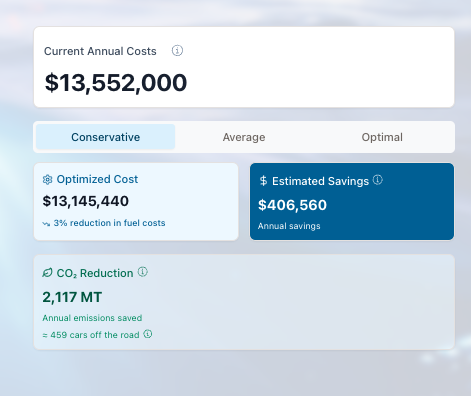 Current Annual Costs
$13,552,000
Conservative Average Optimal
Optimized Cost
$13,145,440
3% reduction in fuel costs
Estimated Savings
$406,560
Annual savings
CO₂ Reduction
2,117 MT
Annual emissions saved
≈ 459 cars off the road